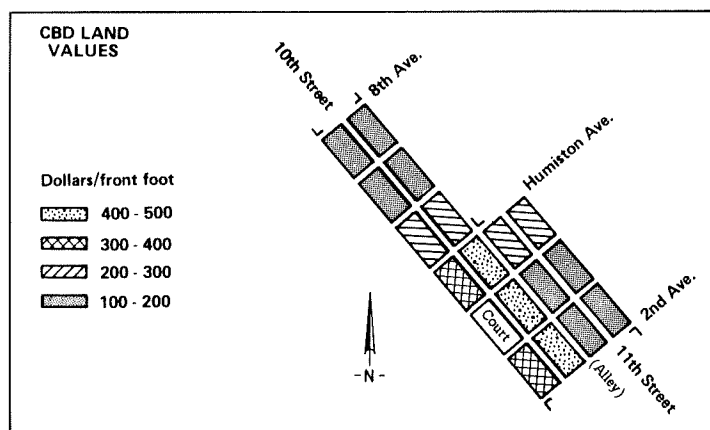 CBD LAND
VALUES
10th Street
8th Ave.
Humiston Ave.
Dollars/front foot
400 - 500
300 - 400
200 - 300
100 - 200
2nd Ave.
Court
11th Street
(Alley)
-N-